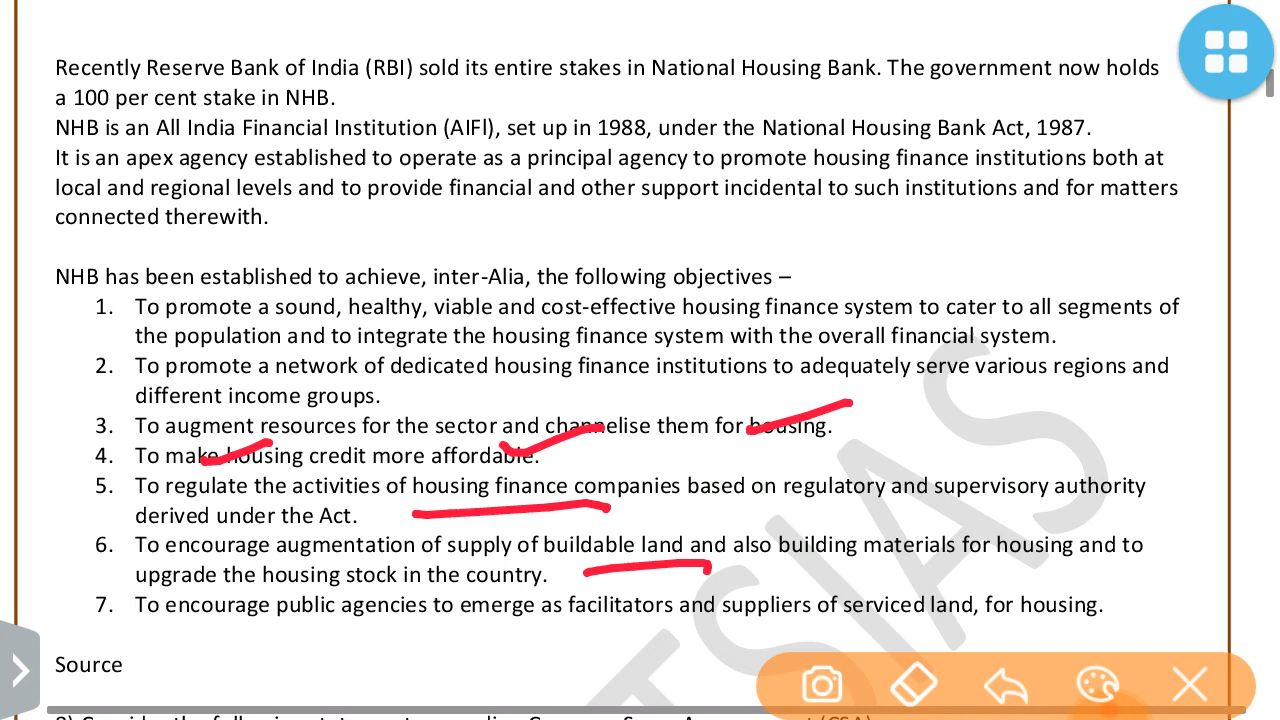 Recently Reserve Bank of India (RBI) sold its entire stakes in National Housing Bank. The government now holds
a 100 per cent stake in NHB.
NHB is an All India Financial Institution (AIFl), set up in 1988, under the National Housing Bank Act, 1987.
It is an apex agency established to operate as a principal agency to promote housing finance institutions both at
local and regional levels and to provide financial and other support incidental to such institutions and for matters
connected therewith.
NHB has been established to achieve, inter-Alia, the following objectives –
1. To promote a sound, healthy, viable and cost-effective housing finance system to cater to all segments of
the population and to integrate the housing finance system with the overall financial system.
2. To promote a network of dedicated housing finance institutions to adequately serve various regions and
different income groups.
3. To augment resources for the sector and channelise them for housing.
4. To make housing credit more affordable.
5. To regulate the activities of housing finance companies based on regulatory and supervisory authority
derived under the Act.
6. To encourage augmentation of supply of buildable land and also building materials for housing and to
upgrade the housing stock in the country.
7. To encourage public agencies to emerge as facilitators and suppliers of serviced land, for housing.
TSIAS
Source